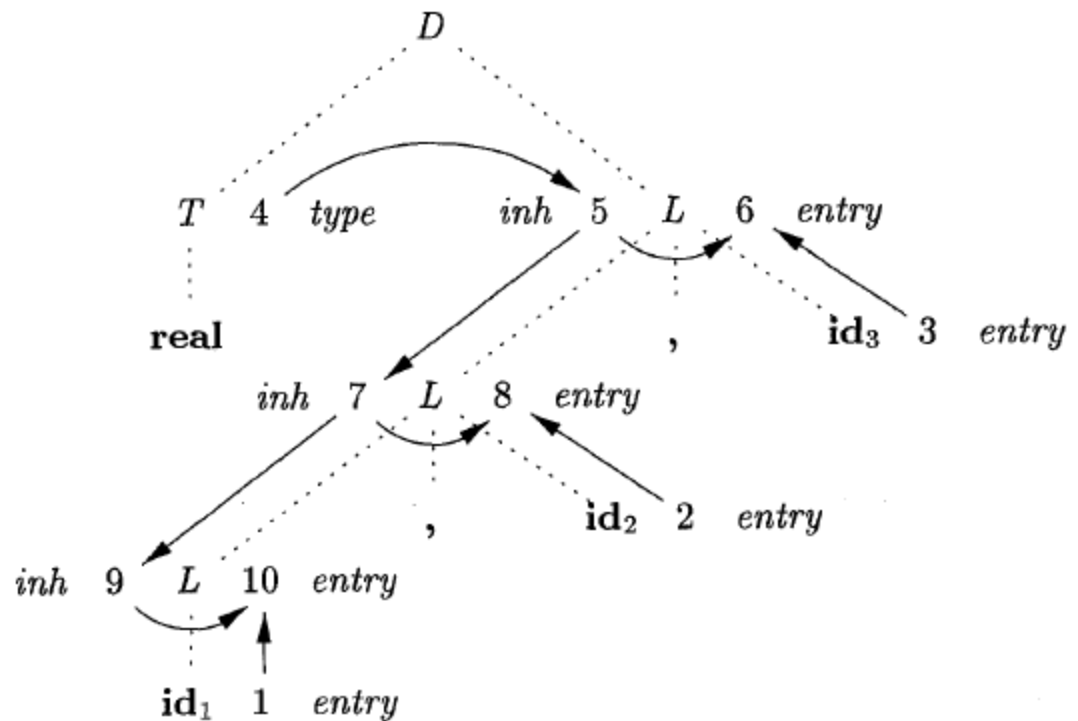 D
T 4 type inh 5 L 6 entry
real , id₃ 3 entry
inh 7 L 8 entry
, id₂ 2 entry
inh 9 L 10 entry
id₁ 1 entry